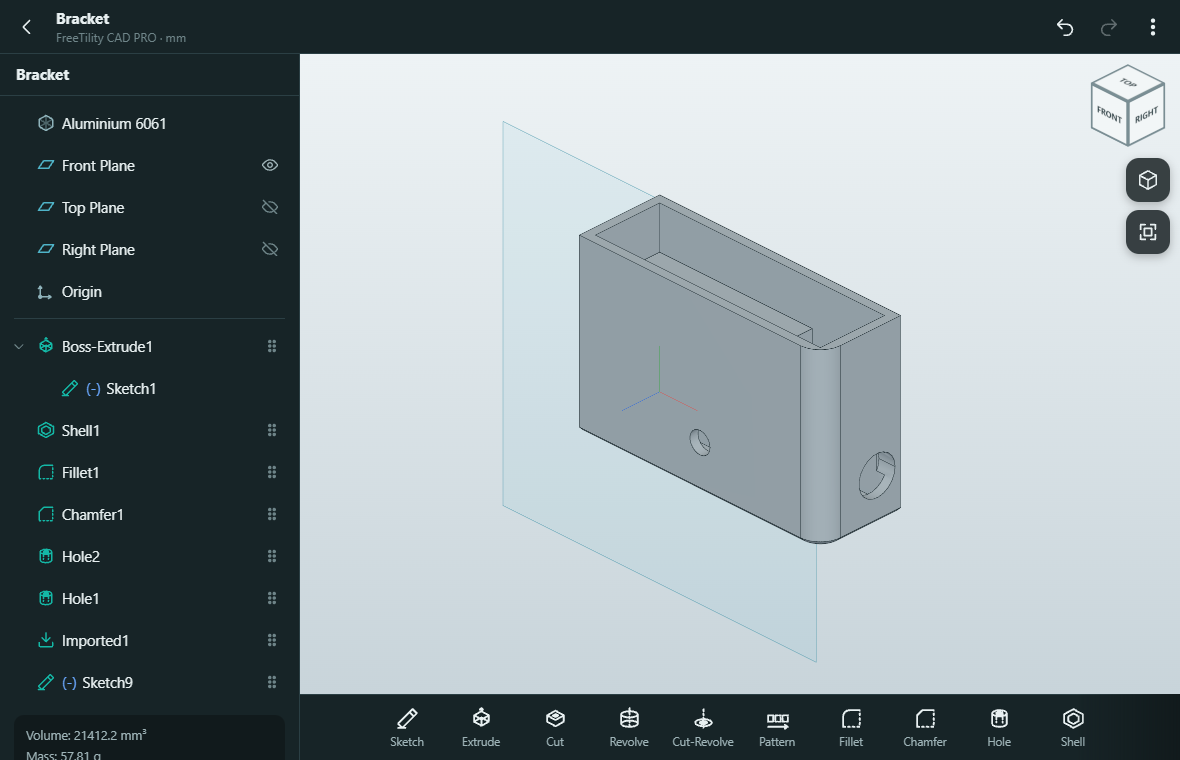 Bracket
FreeTility CAD PRO · mm
Bracket
Aluminium 6061
Front Plane
Top Plane
Right Plane
Origin
Boss-Extrude1
(-) Sketch1
Shell1
Fillet1
Chamfer1
Hole2
Hole1
Imported1
(-) Sketch9
Volume: 21412.2 mm³
Mass: 57.81 g
TOP
FRONT
RIGHT
Sketch
Extrude
Cut
Revolve
Cut-Revolve
Pattern
Fillet
Chamfer
Hole
Shell